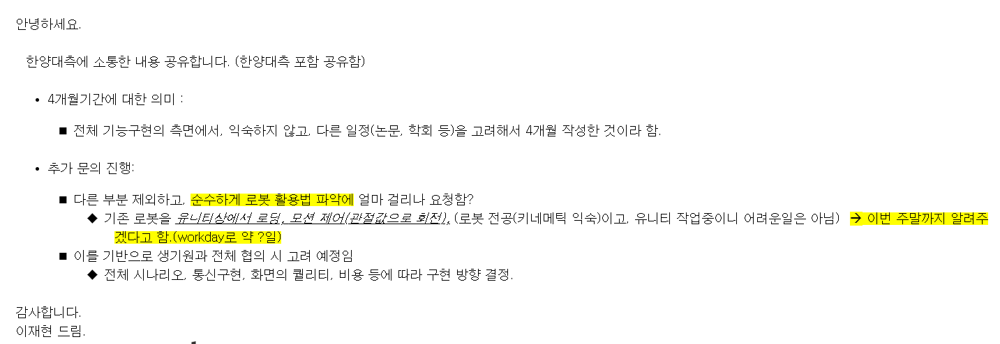 안녕하세요.
한양대측에 소통한 내용 공유합니다. (한양대측 포함 공유함)
• 4개월기간에 대한 의미 :
■ 전체 기능구현의 측면에서, 익숙하지 않고, 다른 일정(논문, 학회 등)을 고려해서 4개월 작성한 것이라 함.
• 추가 문의 진행:
■ 다른 부분 제외하고, 순수하게 로봇 활용법 파악에 얼마 걸리나 요청함?
◆ 기존 로봇을 유니티상에서 로딩, 모션 제어(관절값으로 회전), (로봇 전공(키네메틱 익숙)이고, 유니티 작업중이니 어려운일은 아님) → 이번 주말까지 알려주
겠다고 함.(workday로 약 ?일)
■ 이를 기반으로 생기원과 전체 협의 시 고려 예정임
◆ 전체 시나리오, 통신구현, 화면의 퀄리티, 비용 등에 따라 구현 방향 결정.
감사합니다.
이재현 드림.